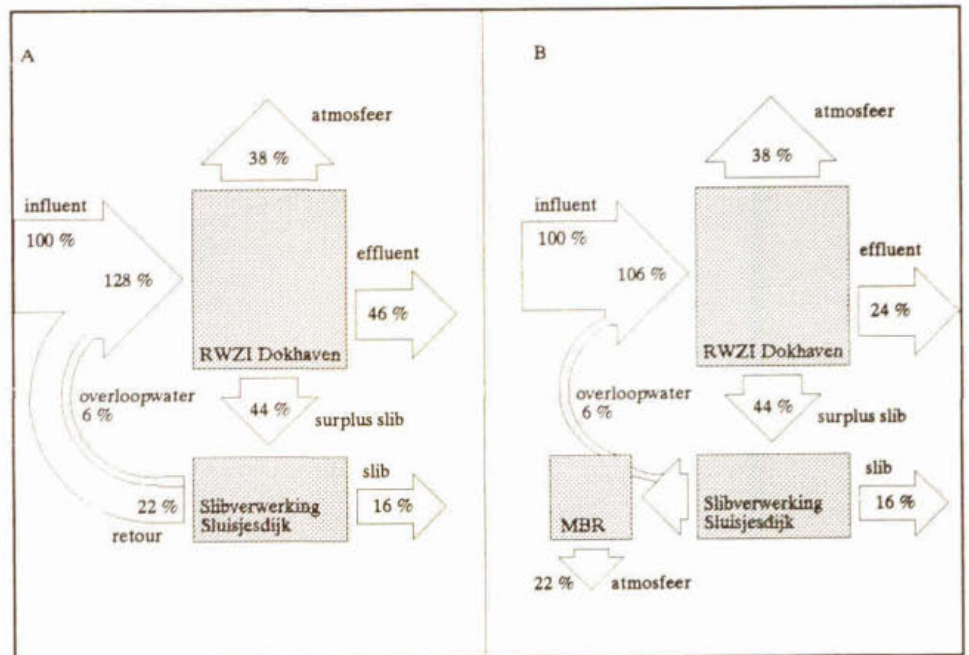 A
atmosfeer
38 %
influent
100 %
128 %
effluent
46 %
RWZI Dokhaven
overloopwater
6 %
44 %
surplus slib
slib
22 %
Slibverwerking
Sluisjesdijk
16 %
retour
B
atmosfeer
38 %
influent
100 %
106 %
effluent
24 %
RWZI Dokhaven
overloopwater
6 %
44 %
surplus slib
slib
MBR
Slibverwerking
Sluisjesdijk
16 %
22 %
atmosfeer